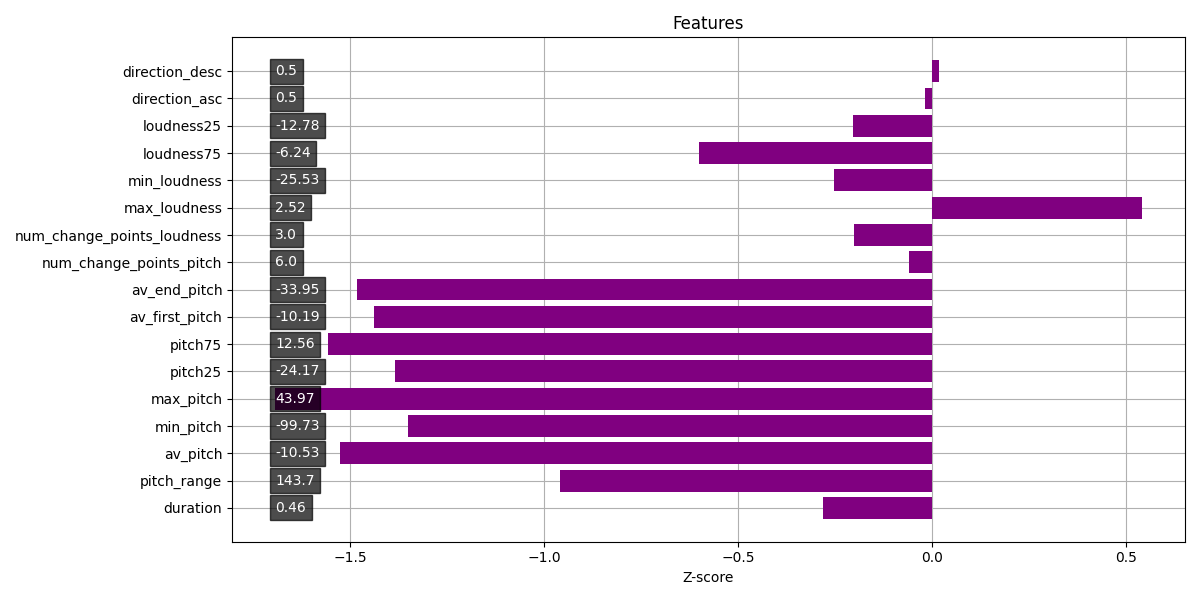 Features
direction_desc 0.5
direction_asc 0.5
loudness25 -12.78
loudness75 -6.24
min_loudness -25.53
max_loudness 2.52
num_change_points_loudness 3.0
num_change_points_pitch 6.0
av_end_pitch -33.95
av_first_pitch -10.19
pitch75 12.56
pitch25 -24.17
max_pitch 43.97
min_pitch -99.73
av_pitch -10.53
pitch_range 143.7
duration 0.46
−1.5 −1.0 −0.5 0.0 0.5
Z-score